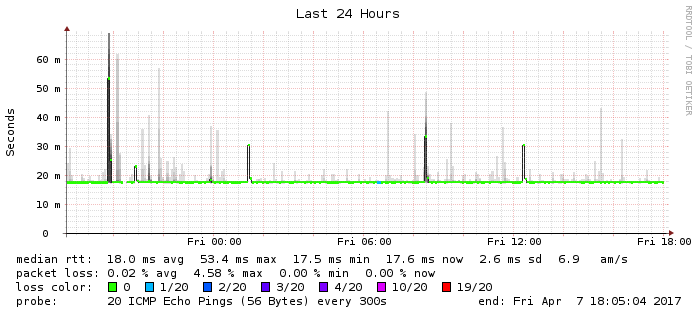 Last 24 Hours
RRDTOOL / TOBI OETIKER
Seconds
60 m
50 m
40 m
30 m
20 m
10 m
0
Fri 00:00 Fri 06:00 Fri 12:00 Fri 18:00
median rtt: 18.0 ms avg 53.4 ms max 17.5 ms min 17.6 ms now 2.6 ms sd 6.9 am/s
packet loss: 0.02 % avg 4.58 % max 0.00 % min 0.00 % now
loss color: 0 1/20 2/20 3/20 4/20 10/20 19/20
probe: 20 ICMP Echo Pings (56 Bytes) every 300s end: Fri Apr 7 18:05:04 2017